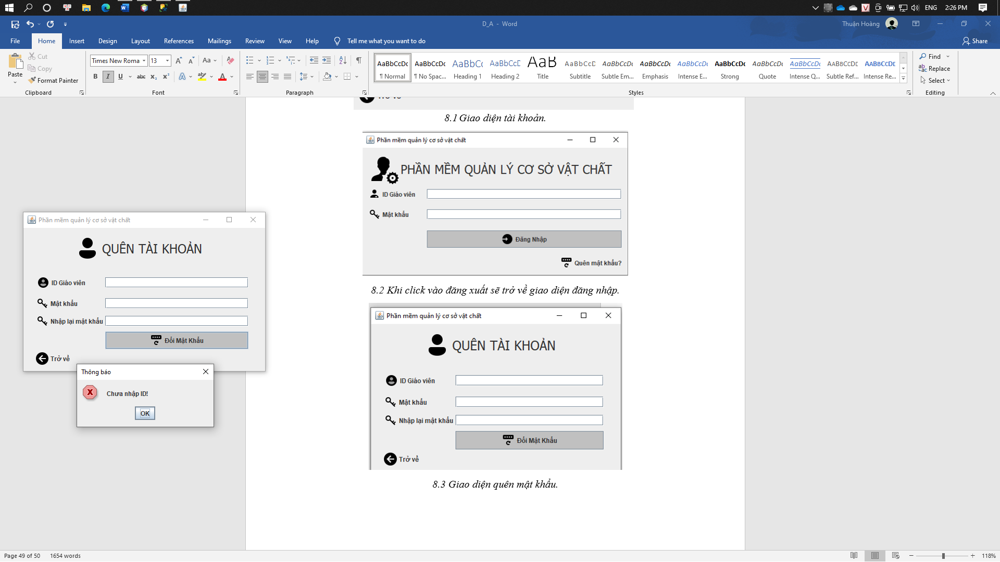 ENG 2:26 PM
D_A - Word
Thuận Hoàng
File Home Insert Design Layout References Mailings Review View Help Tell me what you want to do Share
Paste
Cut
Copy
Format Painter
Clipboard
Times New Roma 13
Font
Paragraph
AaBbCcDc AaBbCcDc AaBbCc AaBbCcD AaB AaBbCcD AaBbCcDc AaBbCcDc AaBbCcDc AaBbCcDc AaBbCcDc AaBbCcDc AaBbCcDd AaBbCcDd
¶ Normal ¶ No Spac... Heading 1 Heading 2 Title Subtitle Subtle Em... Emphasis Intense E... Strong Quote Intense Q... Subtle Ref... Intense Re...
Styles
Find
Replace
Select
Editing
8.1 Giao diện tài khoản.
Phần mềm quản lý cơ sở vật chất
PHẦN MỀM QUẢN LÝ CƠ SỞ VẬT CHẤT
ID Giáo viên
Mật khẩu
Đăng Nhập
Quên mật khẩu?
8.2 Khi click vào đăng xuất sẽ trở về giao diện đăng nhập.
Phần mềm quản lý cơ sở vật chất
QUÊN TÀI KHOẢN
ID Giáo viên
Mật khẩu
Nhập lại mật khẩu
Đổi Mật Khẩu
Trở về
8.3 Giao diện quên mật khẩu.
Phần mềm quản lý cơ sở vật chất
QUÊN TÀI KHOẢN
ID Giáo viên
Mật khẩu
Nhập lại mật khẩu
Đổi Mật Khẩu
Trở về
Thông báo
Chưa nhập ID!
OK
Page 49 of 50 1654 words
118%